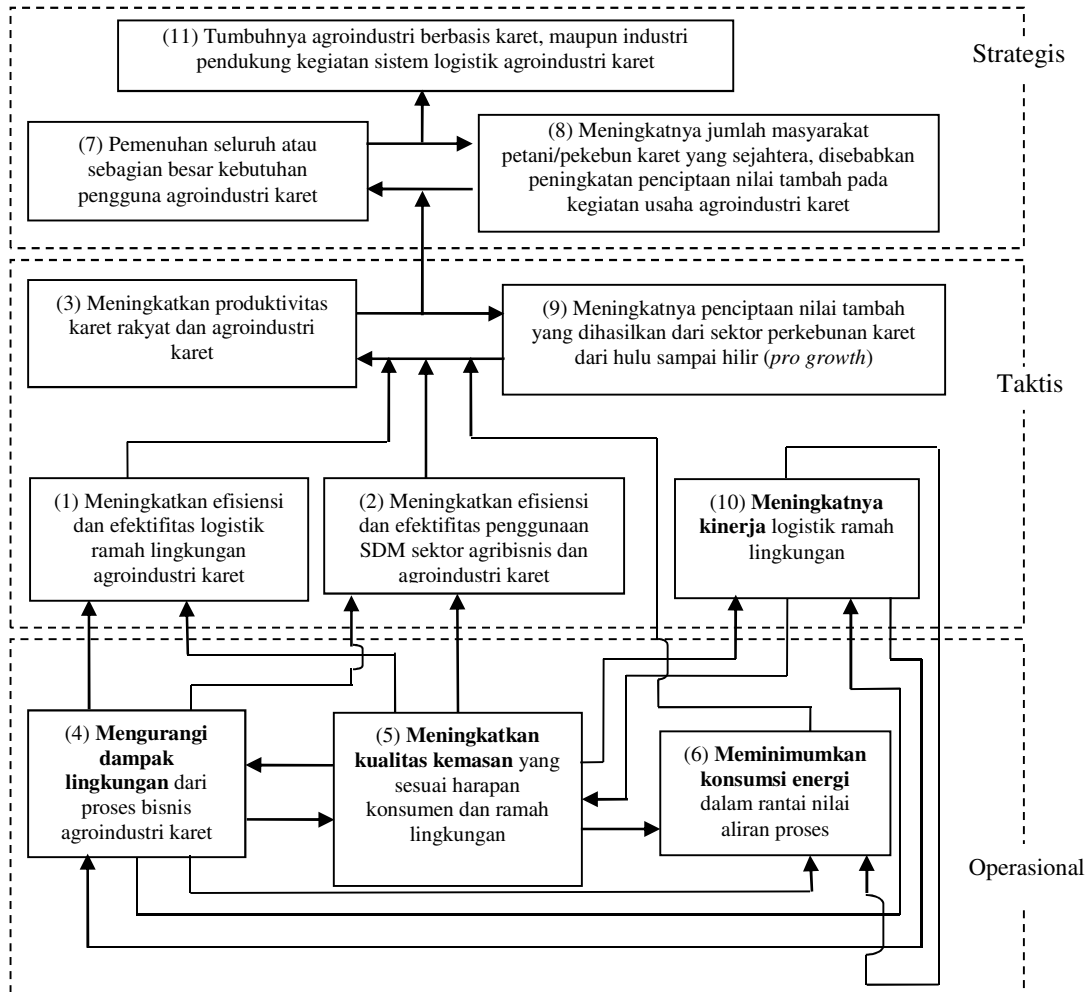 (11) Tumbuhnya agroindustri berbasis karet, maupun industri
pendukung kegiatan sistem logistik agroindustri karet
Strategis
(7) Pemenuhan seluruh atau
sebagian besar kebutuhan
pengguna agroindustri karet
(8) Meningkatnya jumlah masyarakat
petani/pekebun karet yang sejahtera, disebabkan
peningkatan penciptaan nilai tambah pada
kegiatan usaha agroindustri karet
(3) Meningkatkan produktivitas
karet rakyat dan agroindustri
karet
(9) Meningkatnya penciptaan nilai tambah
yang dihasilkan dari sektor perkebunan karet
dari hulu sampai hilir (pro growth)
Taktis
(1) Meningkatkan efisiensi
dan efektifitas logistik
ramah lingkungan
agroindustri karet
(2) Meningkatkan efisiensi
dan efektifitas penggunaan
SDM sektor agribisnis dan
agroindustri karet
(10) Meningkatnya
kinerja logistik ramah
lingkungan
(4) Mengurangi
dampak
lingkungan dari
proses bisnis
agroindustri karet
(5) Meningkatkan
kualitas kemasan yang
sesuai harapan
konsumen dan ramah
lingkungan
(6) Meminimumkan
konsumsi energi
dalam rantai nilai
aliran proses
Operasional